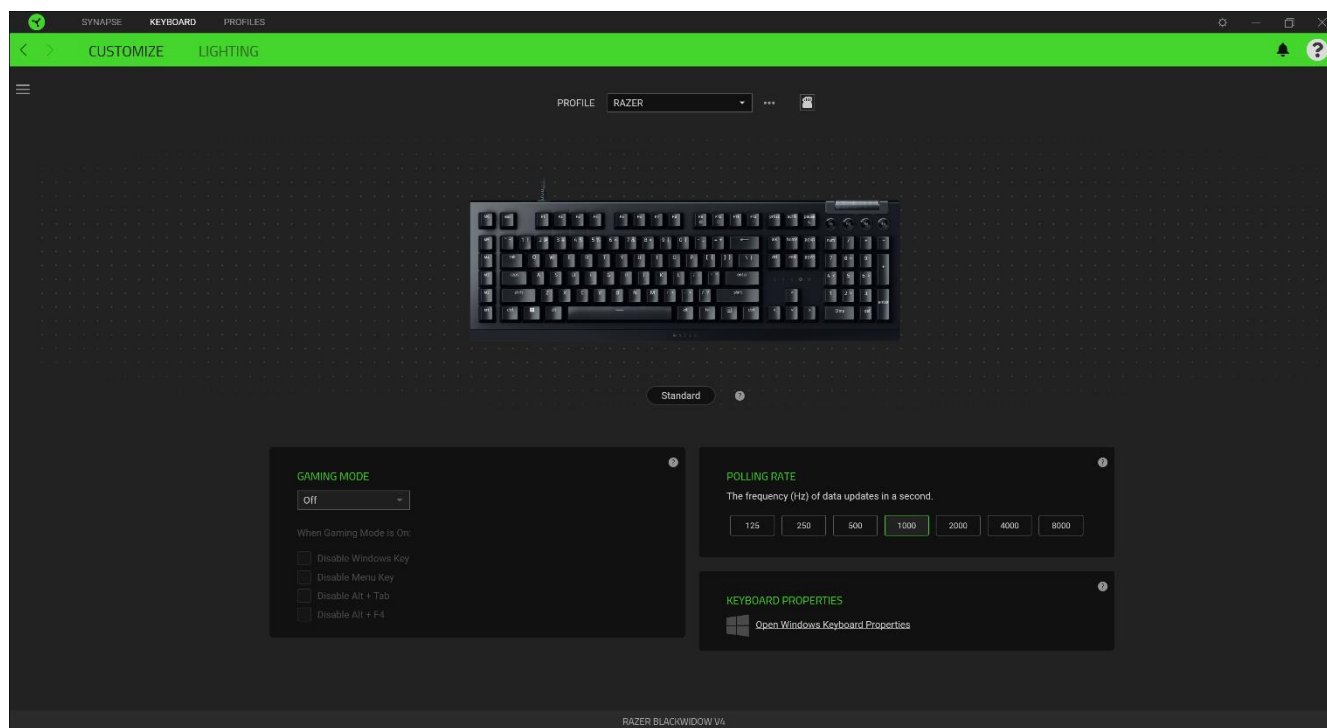 SYNAPSE KEYBOARD PROFILES
CUSTOMIZE LIGHTING
PROFILE RAZER
Standard
GAMING MODE
Off
When Gaming Mode is On:
Disable Windows Key
Disable Menu Key
Disable Alt + Tab
Disable Alt + F4
POLLING RATE
The frequency (Hz) of data updates in a second.
125 250 500 1000 2000 4000 8000
KEYBOARD PROPERTIES
Open Windows Keyboard Properties
RAZER BLACKWIDOW V4